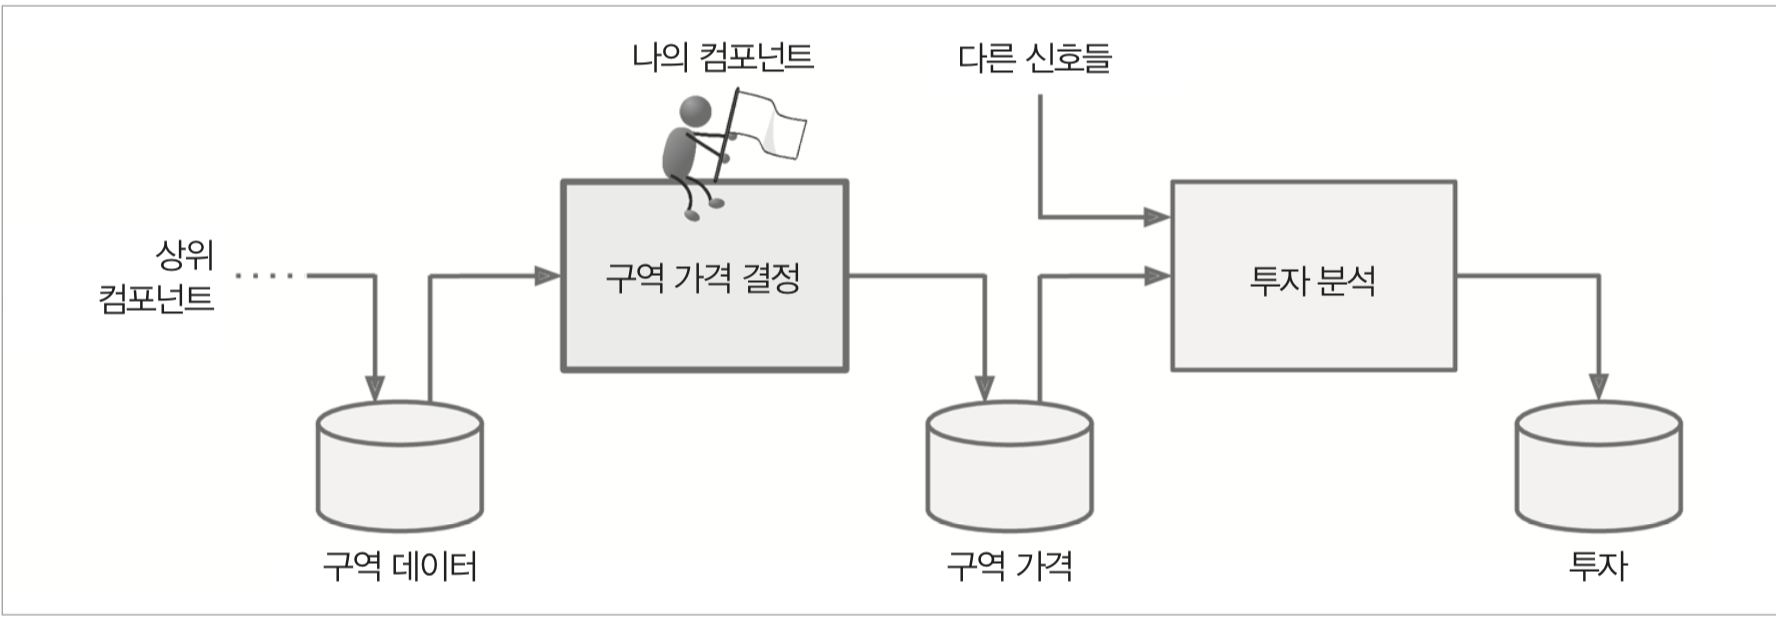 나의 컴포넌트
다른 신호들
상위
컴포넌트
구역 가격 결정
투자 분석
구역 데이터
구역 가격
투자